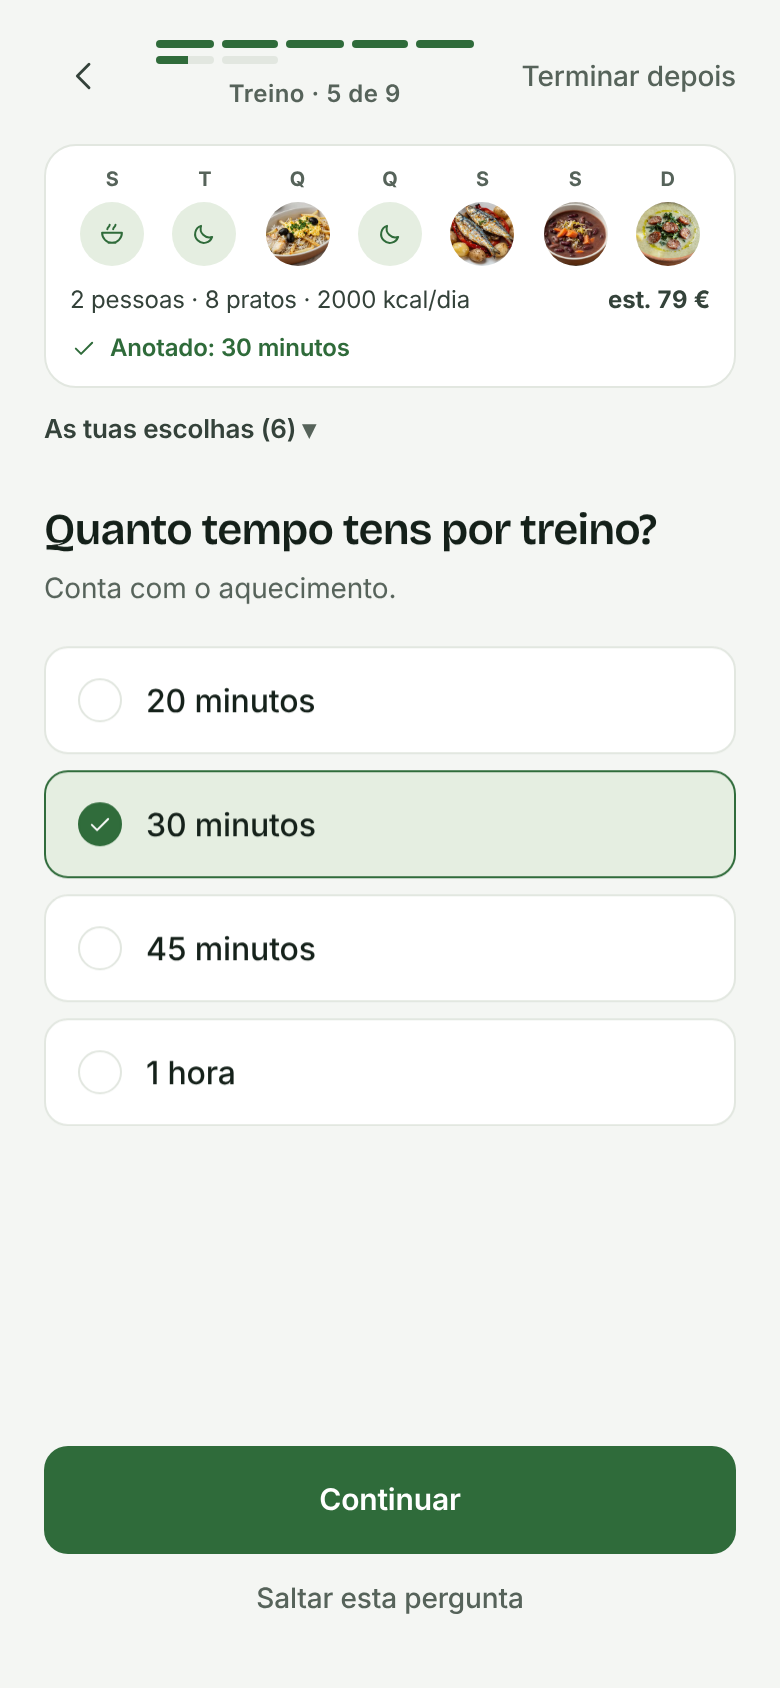 Treino · 5 de 9
Terminar depois
S T Q Q S S D
2 pessoas · 8 pratos · 2000 kcal/dia est. 79 €
Anotado: 30 minutos
As tuas escolhas (6) ▾
Quanto tempo tens por treino?
Conta com o aquecimento.
20 minutos
30 minutos
45 minutos
1 hora
Continuar
Saltar esta pergunta